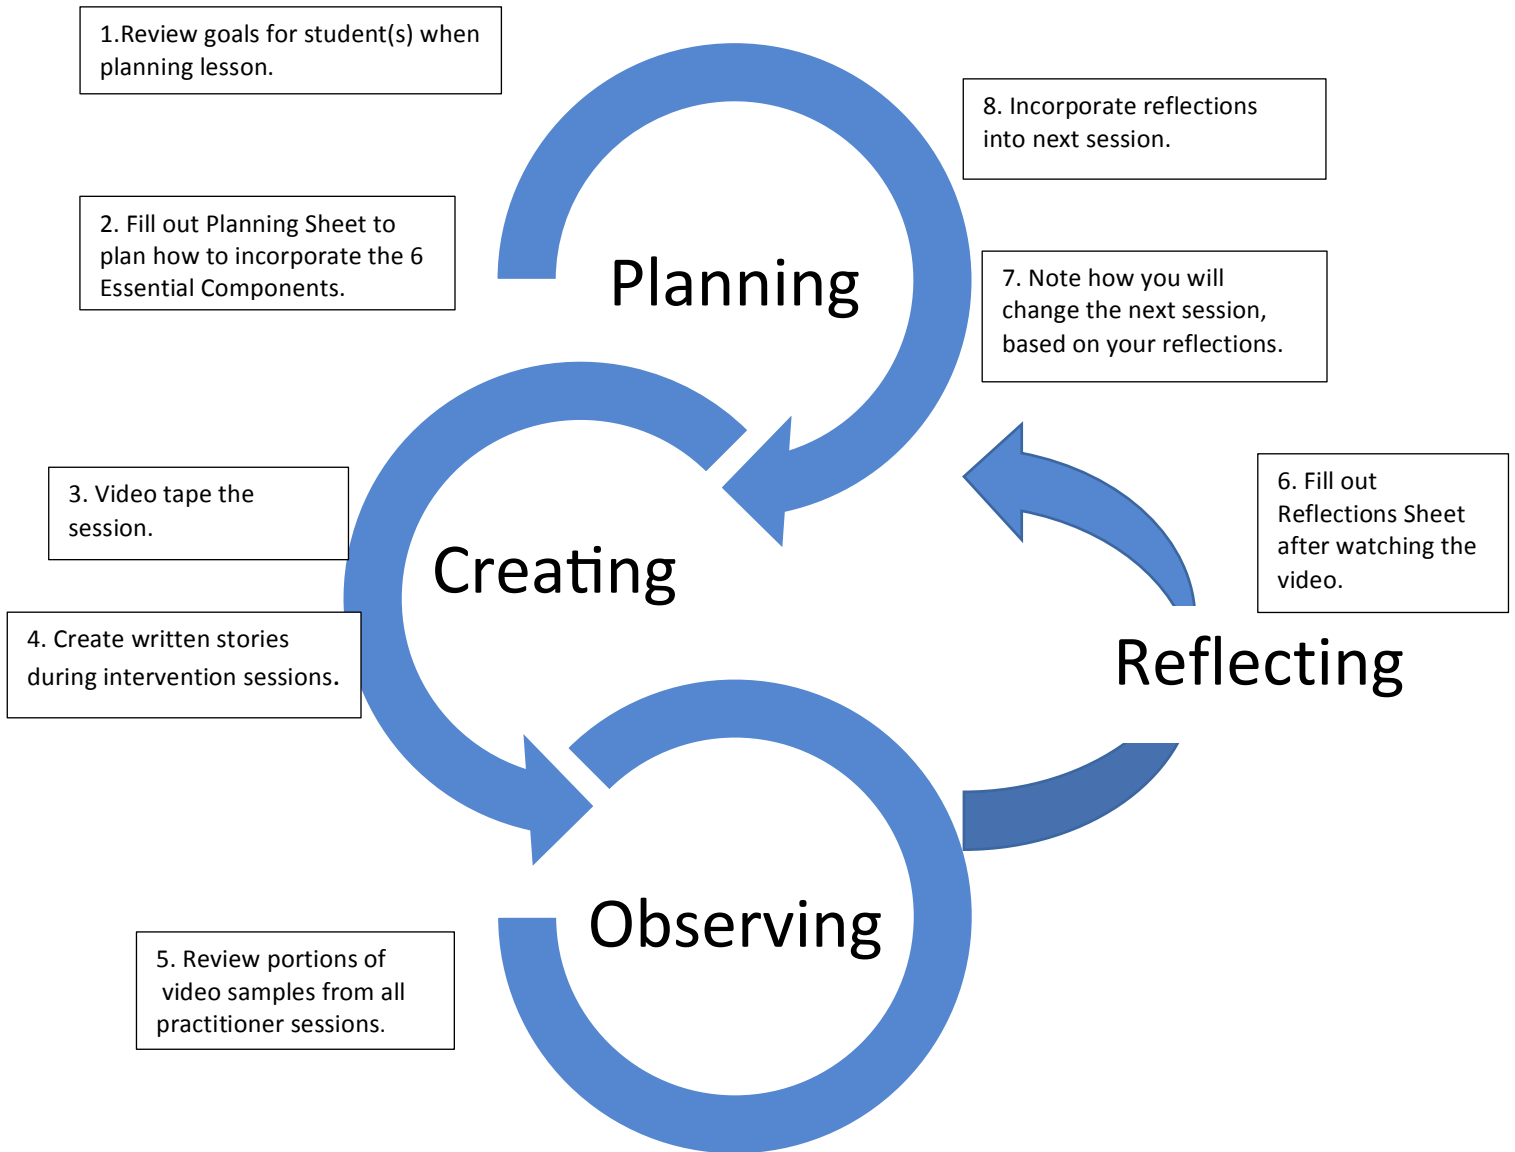 1.Review goals for student(s) when
planning lesson.
2. Fill out Planning Sheet to
plan how to incorporate the 6
Essential Components.
Planning
8. Incorporate reflections
into next session.
7. Note how you will
change the next session,
based on your reflections.
3. Video tape the
session.
Creating
4. Create written stories
during intervention sessions.
6. Fill out
Reflections Sheet
after watching the
video.
Reflecting
Observing
5. Review portions of
video samples from all
practitioner sessions.